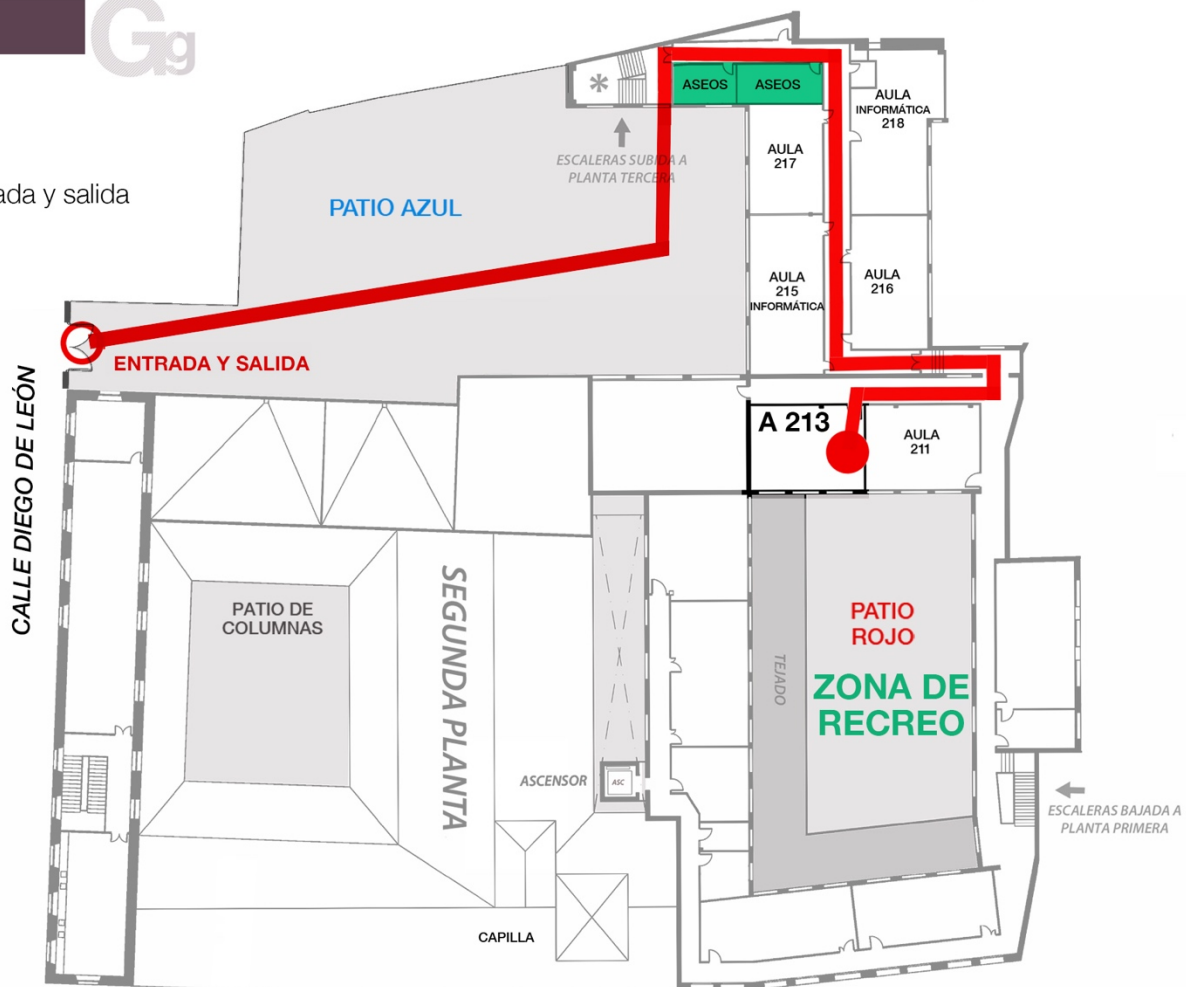 Gig
ada y salida
ASEOS
ASEOS
AULA
INFORMÁTICA
218
*
ESCALERAS SUBIDA A
PLANTA TERCERA
AULA
217
PATIO AZUL
AULA
215
INFORMÁTICA
AULA
216
ENTRADA Y SALIDA
CALLE DIEGO DE LEÓN
A 213
AULA
211
PATIO DE
COLUMNAS
SEGUNDA PLANTA
PATIO
ROJO
TEJADO
ZONA DE
RECREO
ASCENSOR
ASC
ESCALERAS BAJADA A
PLANTA PRIMERA
CAPILLA